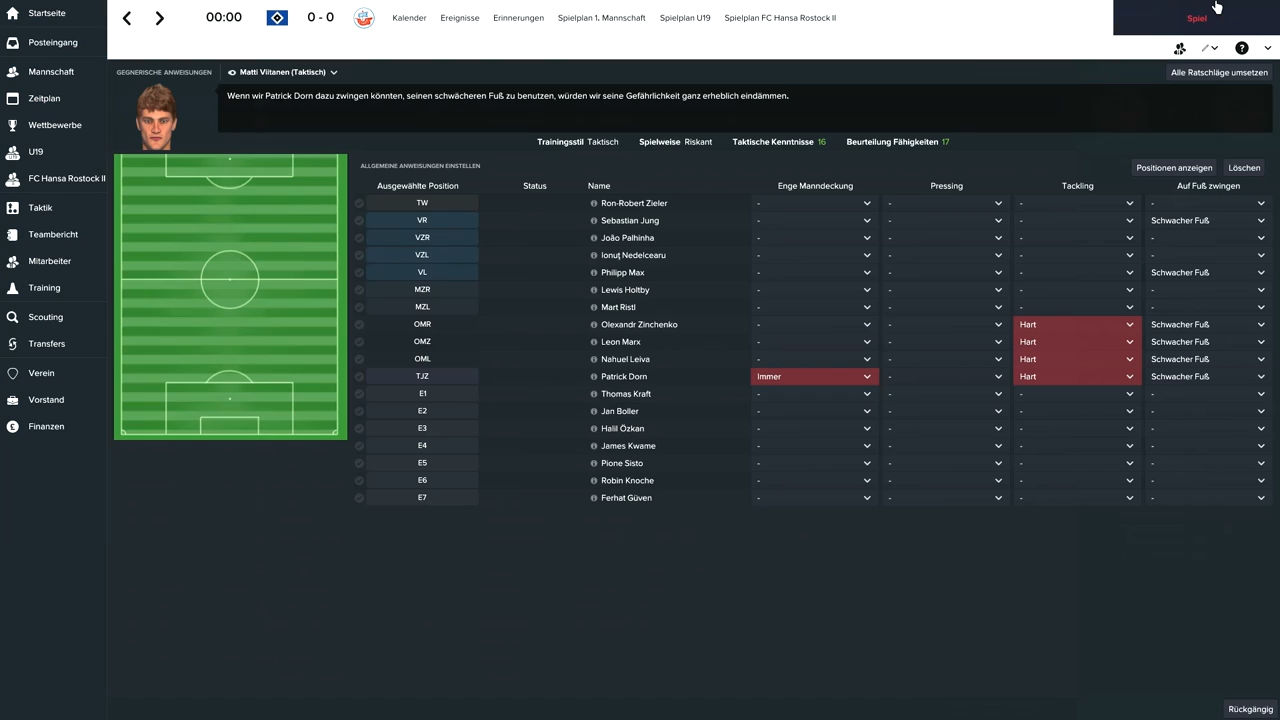 Startseite
00:00
0 - 0
Kalender
Ereignisse
Erinnerungen
Spielplan 1. Mannschaft
Spielplan U19
Spielplan FC Hansa Rostock II
Spiel
Posteingang
Mannschaft
Zeitplan
Wettbewerbe
U19
FC Hansa Rostock II
Taktik
Teambericht
Mitarbeiter
Training
Scouting
Transfers
Verein
Vorstand
Finanzen
GEGNERISCHE ANWEISUNGEN
Matti Viitanen (Taktisch)
Alle Ratschläge umsetzen
Wenn wir Patrick Dorn dazu zwingen könnten, seinen schwächeren Fuß zu benutzen, würden wir seine Gefährlichkeit ganz erheblich eindämmen.
Trainingsstil Taktisch
Spielweise Riskant
Taktische Kenntnisse 16
Beurteilung Fähigkeiten 17
ALLGEMEINE ANWEISUNGEN EINSTELLEN
Positionen anzeigen
Löschen
Ausgewählte Position Status Name Enge Manndeckung Pressing Tackling Auf Fuß zwingen
TW Ron-Robert Zieler - - - -
VR Sebastian Jung - - - Schwacher Fuß
VZR João Palhinha - - - -
VZL Ionuț Nedelcearu - - - -
VL Philipp Max - - - Schwacher Fuß
MZR Lewis Holtby - - - -
MZL Mart Ristl - - - -
OMR Olexandr Zinchenko - - Hart Schwacher Fuß
OMZ Leon Marx - - Hart Schwacher Fuß
OML Nahuel Leiva - - Hart Schwacher Fuß
TJZ Patrick Dorn Immer - Hart Schwacher Fuß
E1 Thomas Kraft - - - -
E2 Jan Boller - - - -
E3 Halil Özkan - - - -
E4 James Kwame - - - -
E5 Pione Sisto - - - -
E6 Robin Knoche - - - -
E7 Ferhat Güven - - - -
Rückgängig